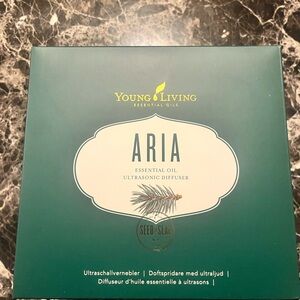 YOUNG LIVING
ESSENTIAL OILS
ARIA
ESSENTIAL OIL
ULTRASONIC DIFFUSER
SEED TO SEAL
Ultraschallvernebler | Doftspridare med ultraljud |
Diffuseur d'huile essentielle à ultrasons |